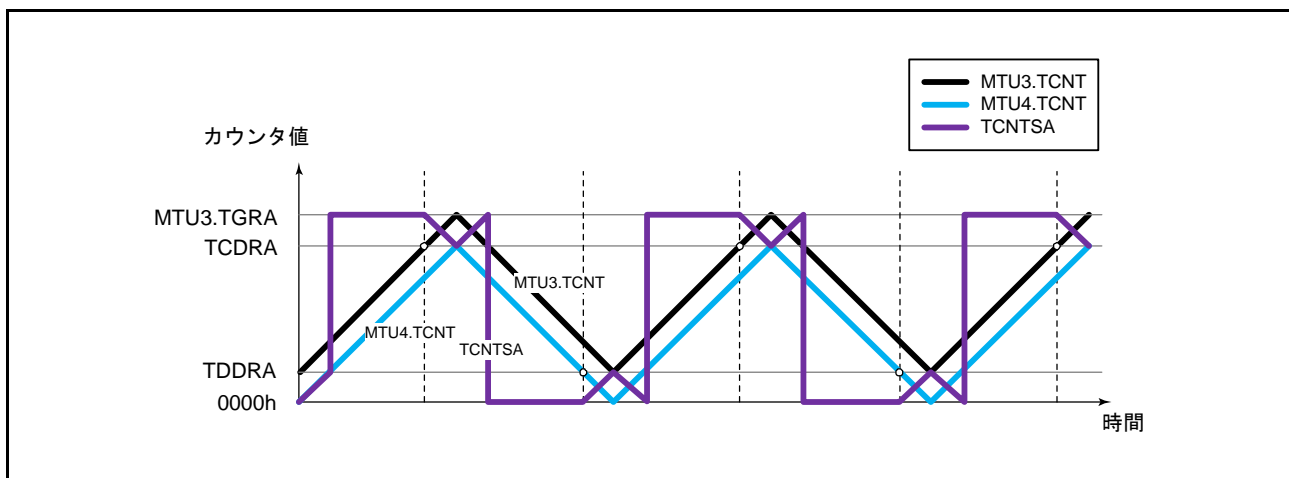 MTU3.TCNT
MTU4.TCNT
TCNTSA
カウンタ値
MTU3.TGRA
TCDRA
MTU3.TCNT
MTU4.TCNT
TCNTSA
TDDRA
0000h
時間